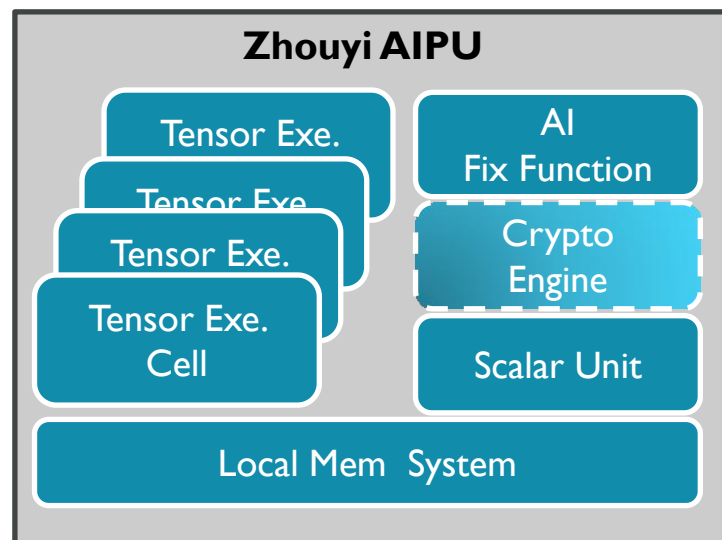 Zhouyi AIPU
Tensor Exe.
Tensor Exe
Tensor Exe.
Tensor Exe.
Cell
AI
Fix Function
Crypto
Engine
Scalar Unit
Local Mem System